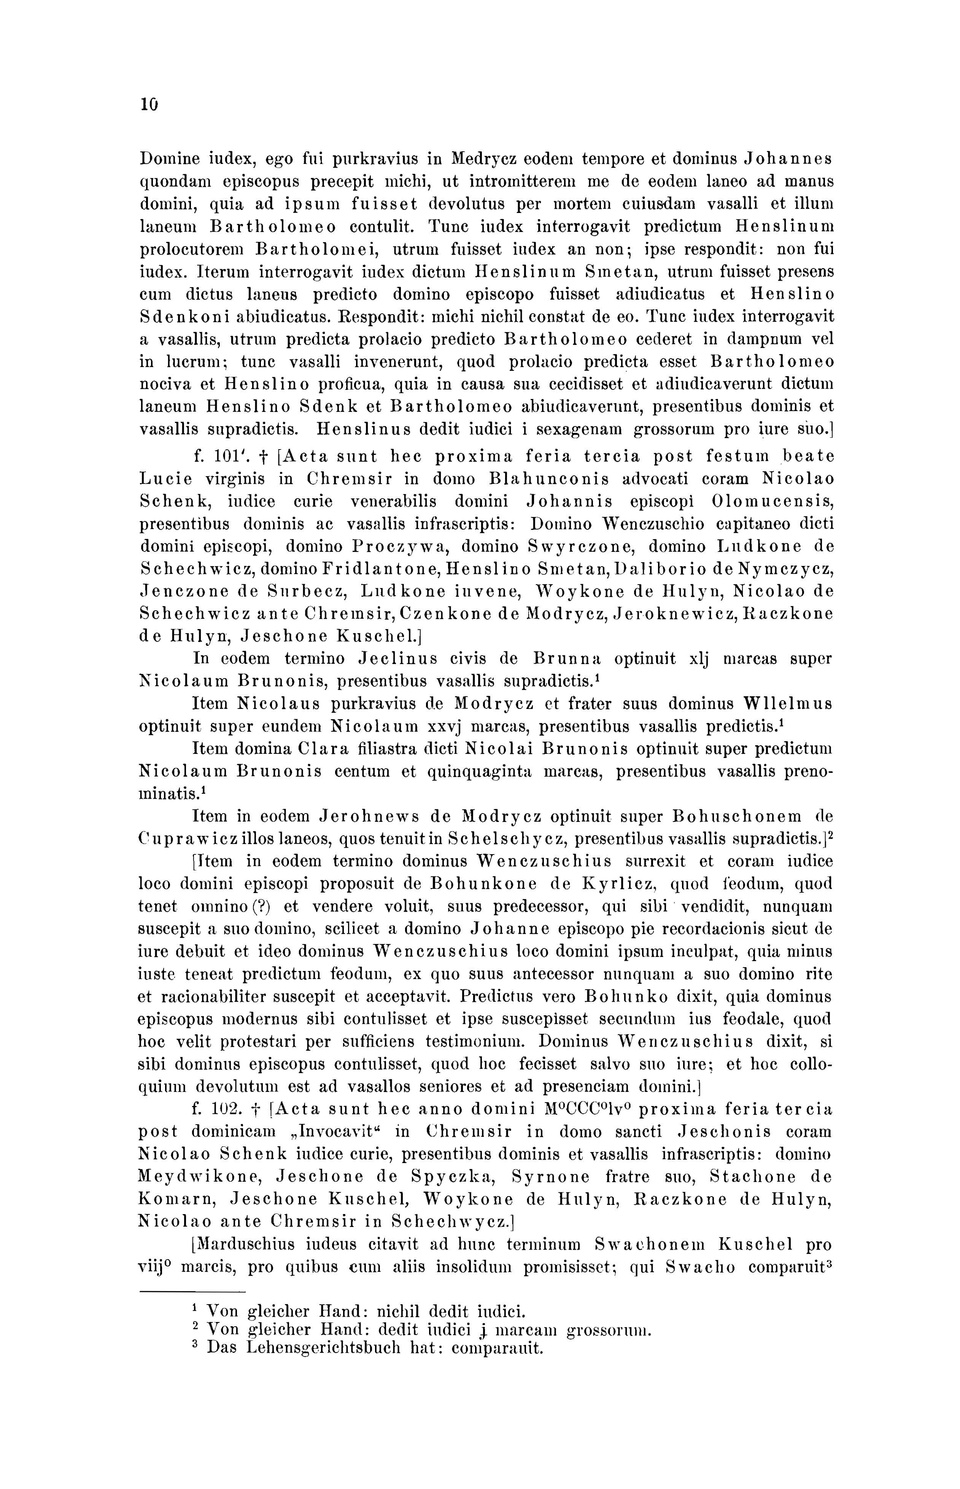 10
Domine iudex, ego fui purkravius in Medrycz eodem tempore et dominus Johannes
quondam episcopus precepit michi, ut intromitterem me de eodem laneo ad manus
domini, quia ad ipsum fuisset devolutus per mortem cuiusdam vasalli et illum
laneum Bartholomeo contulit. Tunc iudex interrogavit predictum Henslinum
prolocutorem Bartholomei, utrum fuisset iudex an non; ipse respondit: non fui
iudex. Iterum interrogavit iudex dictum Henslinum Smetan, utrum fuisset presens
cum dictus laneus predicto domino episcopo fuisset adiudicatus et Henslino
Sdenkoni abiudicatus. Respondit: michi nichil constat de eo. Tunc iudex interrogavit
a vasallis, utrum predicta prolacio predicto Bartholomeo cederet in dampnum vel
in lucrum; tunc vasalli invenerunt, quod prolacio predicta esset Bartholomeo
nociva et Henslino proficua, quia in causa sua cecidisset et adiudicaverunt dictum
laneum Henslino Sdenk et Bartholomeo abiudicaverunt, presentibus dominis et
vasallis supradictis. Henslinus dedit iudici i sexagenam grossorum pro iure suo.]
f. 101'. † [Acta sunt hec proxima feria tercia post festum beate
Lucie virginis in Chremsir in domo Blahunconis advocati coram Nicolao
Schenk, iudice curie venerabilis domini Johannis episcopi Olomucensis,
presentibus dominis ac vasallis infrascriptis: Domino Wenczuschio capitaneo dicti
domini episcopi, domino Proczywa, domino Swyrczone, domino Ludkone de
Schechwicz, domino Fridlantone, Henslino Smetan, Daliborio de Nymczycz,
Jenczone de Surbecz, Ludkone iuvene, Woykone de Hulyn, Nicolao de
Schechwicz ante Chremsir, Czenkone de Modrycz, Jeroknewicz, Raczkone
de Hulyn, Jeschone Kuschel.]
In eodem termino Jeclinus civis de Brunna optinuit xlj marcas super
Nicolaum Brunonis, presentibus vasallis supradictis.¹
Item Nicolaus purkravius de Modrycz et frater suus dominus Wllelmus
optinuit super eundem Nicolaum xxvj marcas, presentibus vasallis predictis.¹
Item domina Clara filiastra dicti Nicolai Brunonis optinuit super predictum
Nicolaum Brunonis centum et quinquaginta marcas, presentibus vasallis preno-
minatis.¹
Item in eodem Jerohnews de Modrycz optinuit super Bohuschonem de
Cuprawicz illos laneos, quos tenuit in Schelschycz, presentibus vasallis supradictis.]²
[Item in eodem termino dominus Wenczuschius surrexit et coram iudice
loco domini episcopi proposuit de Bohunkone de Kyrlicz, quod feodum, quod
tenet omnino (?) et vendere voluit, suus predecessor, qui sibi vendidit, nunquam
suscepit a suo domino, scilicet a domino Johanne episcopo pie recordacionis sicut de
iure debuit et ideo dominus Wenczuschius loco domini ipsum inculpat, quia minus
iuste teneat predictum feodum, ex quo suus antecessor nunquam a suo domino rite
et racionabiliter suscepit et acceptavit. Predictus vero Bohunko dixit, quia dominus
episcopus modernus sibi contulisset et ipse suscepisset secundum ius feodale, quod
hoc velit protestari per sufficiens testimonium. Dominus Wenczuschius dixit, si
sibi dominus episcopus contulisset, quod hoc fecisset salvo suo iure; et hoc collo-
quium devolutum est ad vasallos seniores et ad presenciam domini.]
f. 102. † [Acta sunt hec anno domini M⁰CCC⁰lv⁰ proxima feria tercia
post dominicam „Invocavit“ in Chremsir in domo sancti Jeschonis coram
Nicolao Schenk iudice curie, presentibus dominis et vasallis infrascriptis: domino
Meydwikone, Jeschone de Spyczka, Syrnone fratre suo, Stachone de
Komarn, Jeschone Kuschel, Woykone de Hulyn, Raczkone de Hulyn,
Nicolao ante Chremsir in Schechwycz.]
[Marduschius iudeus citavit ad hunc terminum Swachonem Kuschel pro
viij⁰ marcis, pro quibus cum aliis insolidum promisisset; qui Swacho comparuit³
¹ Von gleicher Hand: nichil dedit iudici.
² Von gleicher Hand: dedit iudici j marcam grossorum.
³ Das Lehensgerichtsbuch hat: comparauit.